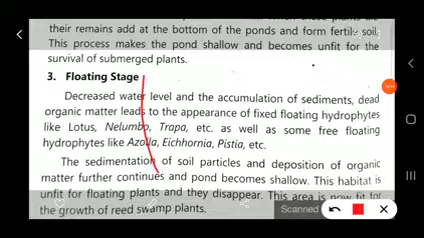 their remains add at the bottom of the ponds and form fertile soil.
This process makes the pond shallow and becomes unfit for the
survival of submerged plants.
3. Floating Stage
Decreased water level and the accumulation of sediments, dead
organic matter leads to the appearance of fixed floating hydrophytes
like Lotus, Nelumbo, Trapa, etc. as well as some free floating
hydrophytes like Azolla, Eichhornia, Pistia, etc.
The sedimentation of soil particles and deposition of organic
matter further continues and pond becomes shallow. This habitat is
unfit for floating plants and they disappear. This area is now fit for
the growth of reed swamp plants.
Scanned